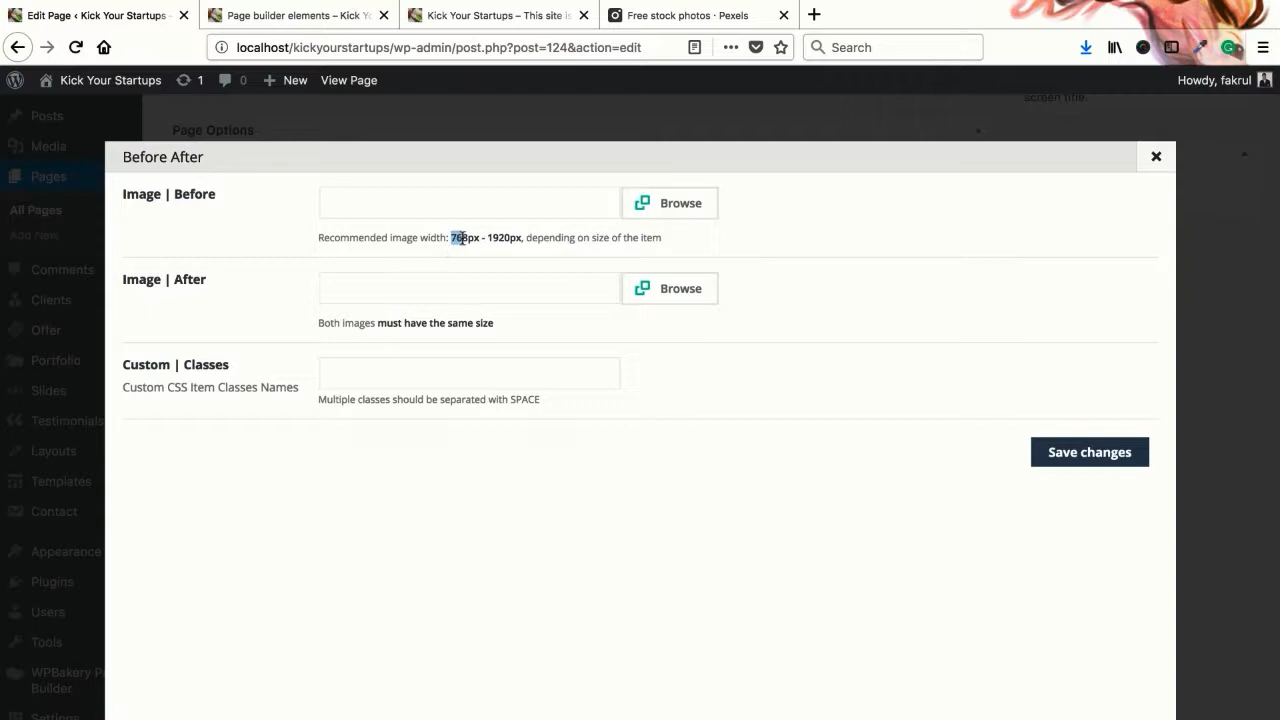 Edit Page ‹ Kick Your Startups -
Page builder elements – Kick Y
Kick Your Startups – This site is
Free stock photos · Pexels
localhost/kickyourstartups/wp-admin/post.php?post=124&action=edit
Search
Kick Your Startups
1
0
New
View Page
Howdy, fakrul
screen title.
Posts
Page Options
Media
Pages
All Pages
Add New
Comments
Clients
Offer
Portfolio
Slides
Testimonials
Layouts
Templates
Contact
Appearance
Plugins
Users
Tools
WPBakery P
Builder
Settings
Before After
Image | Before
Browse
Recommended image width: 768px - 1920px, depending on size of the item
Image | After
Browse
Both images must have the same size
Custom | Classes
Custom CSS Item Classes Names
Multiple classes should be separated with SPACE
Save changes